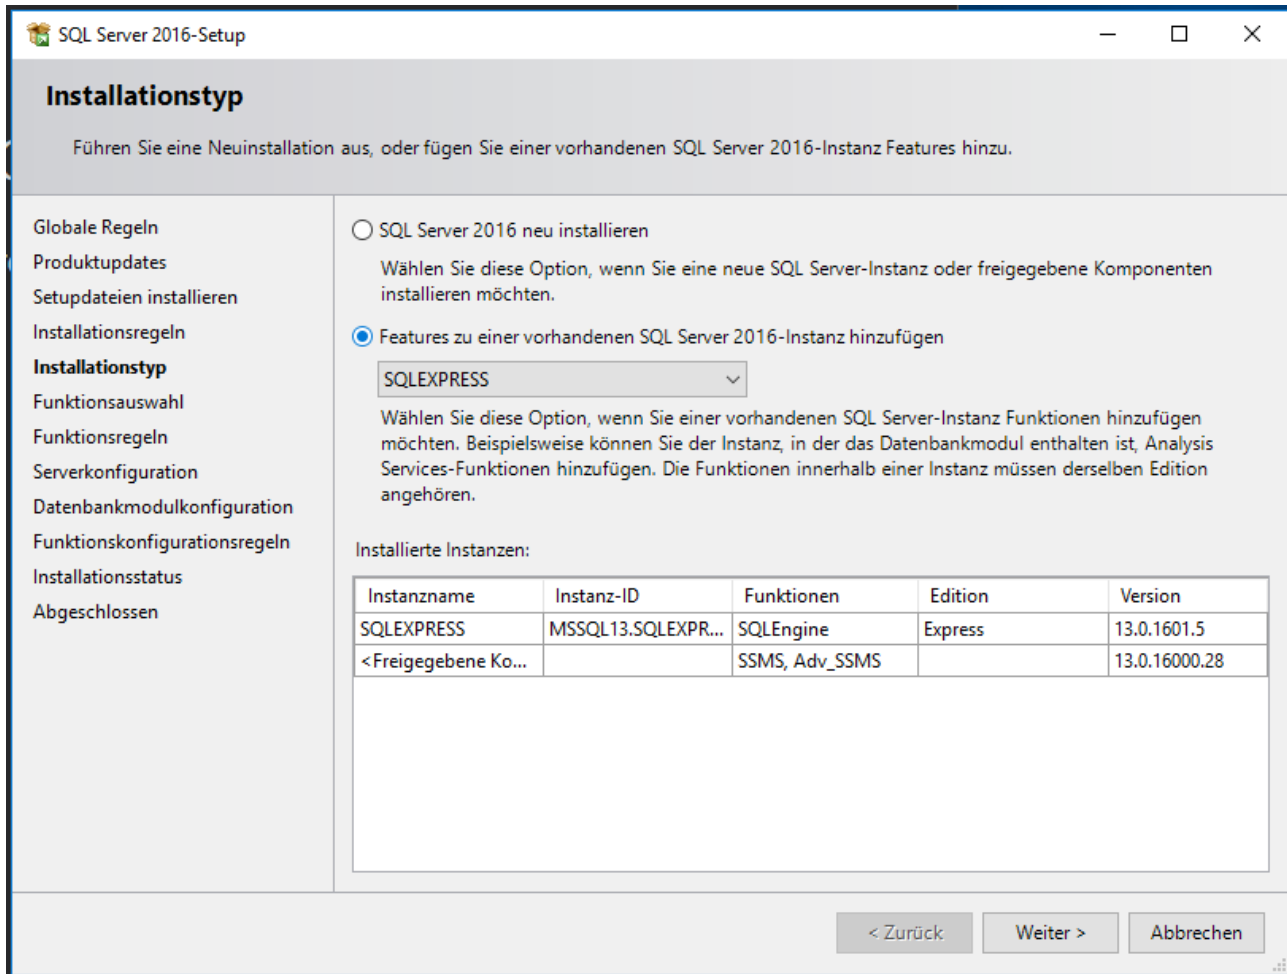 SQL Server 2016-Setup
Installationstyp
Führen Sie eine Neuinstallation aus, oder fügen Sie einer vorhandenen SQL Server 2016-Instanz Features hinzu.
Globale Regeln
Produktupdates
Setupdateien installieren
Installationsregeln
Installationstyp
Funktionsauswahl
Funktionsregeln
Serverkonfiguration
Datenbankmodulkonfiguration
Funktionskonfigurationsregeln
Installationsstatus
Abgeschlossen
SQL Server 2016 neu installieren
Wählen Sie diese Option, wenn Sie eine neue SQL Server-Instanz oder freigegebene Komponenten
installieren möchten.
Features zu einer vorhandenen SQL Server 2016-Instanz hinzufügen
SQLEXPRESS
Wählen Sie diese Option, wenn Sie einer vorhandenen SQL Server-Instanz Funktionen hinzufügen
möchten. Beispielsweise können Sie der Instanz, in der das Datenbankmodul enthalten ist, Analysis
Services-Funktionen hinzufügen. Die Funktionen innerhalb einer Instanz müssen derselben Edition
angehören.
Installierte Instanzen:
Instanzname Instanz-ID Funktionen Edition Version
SQLEXPRESS MSSQL13.SQLEXPR... SQLEngine Express 13.0.1601.5
<Freigegebene Ko... SSMS, Adv_SSMS 13.0.16000.28
< Zurück Weiter > Abbrechen